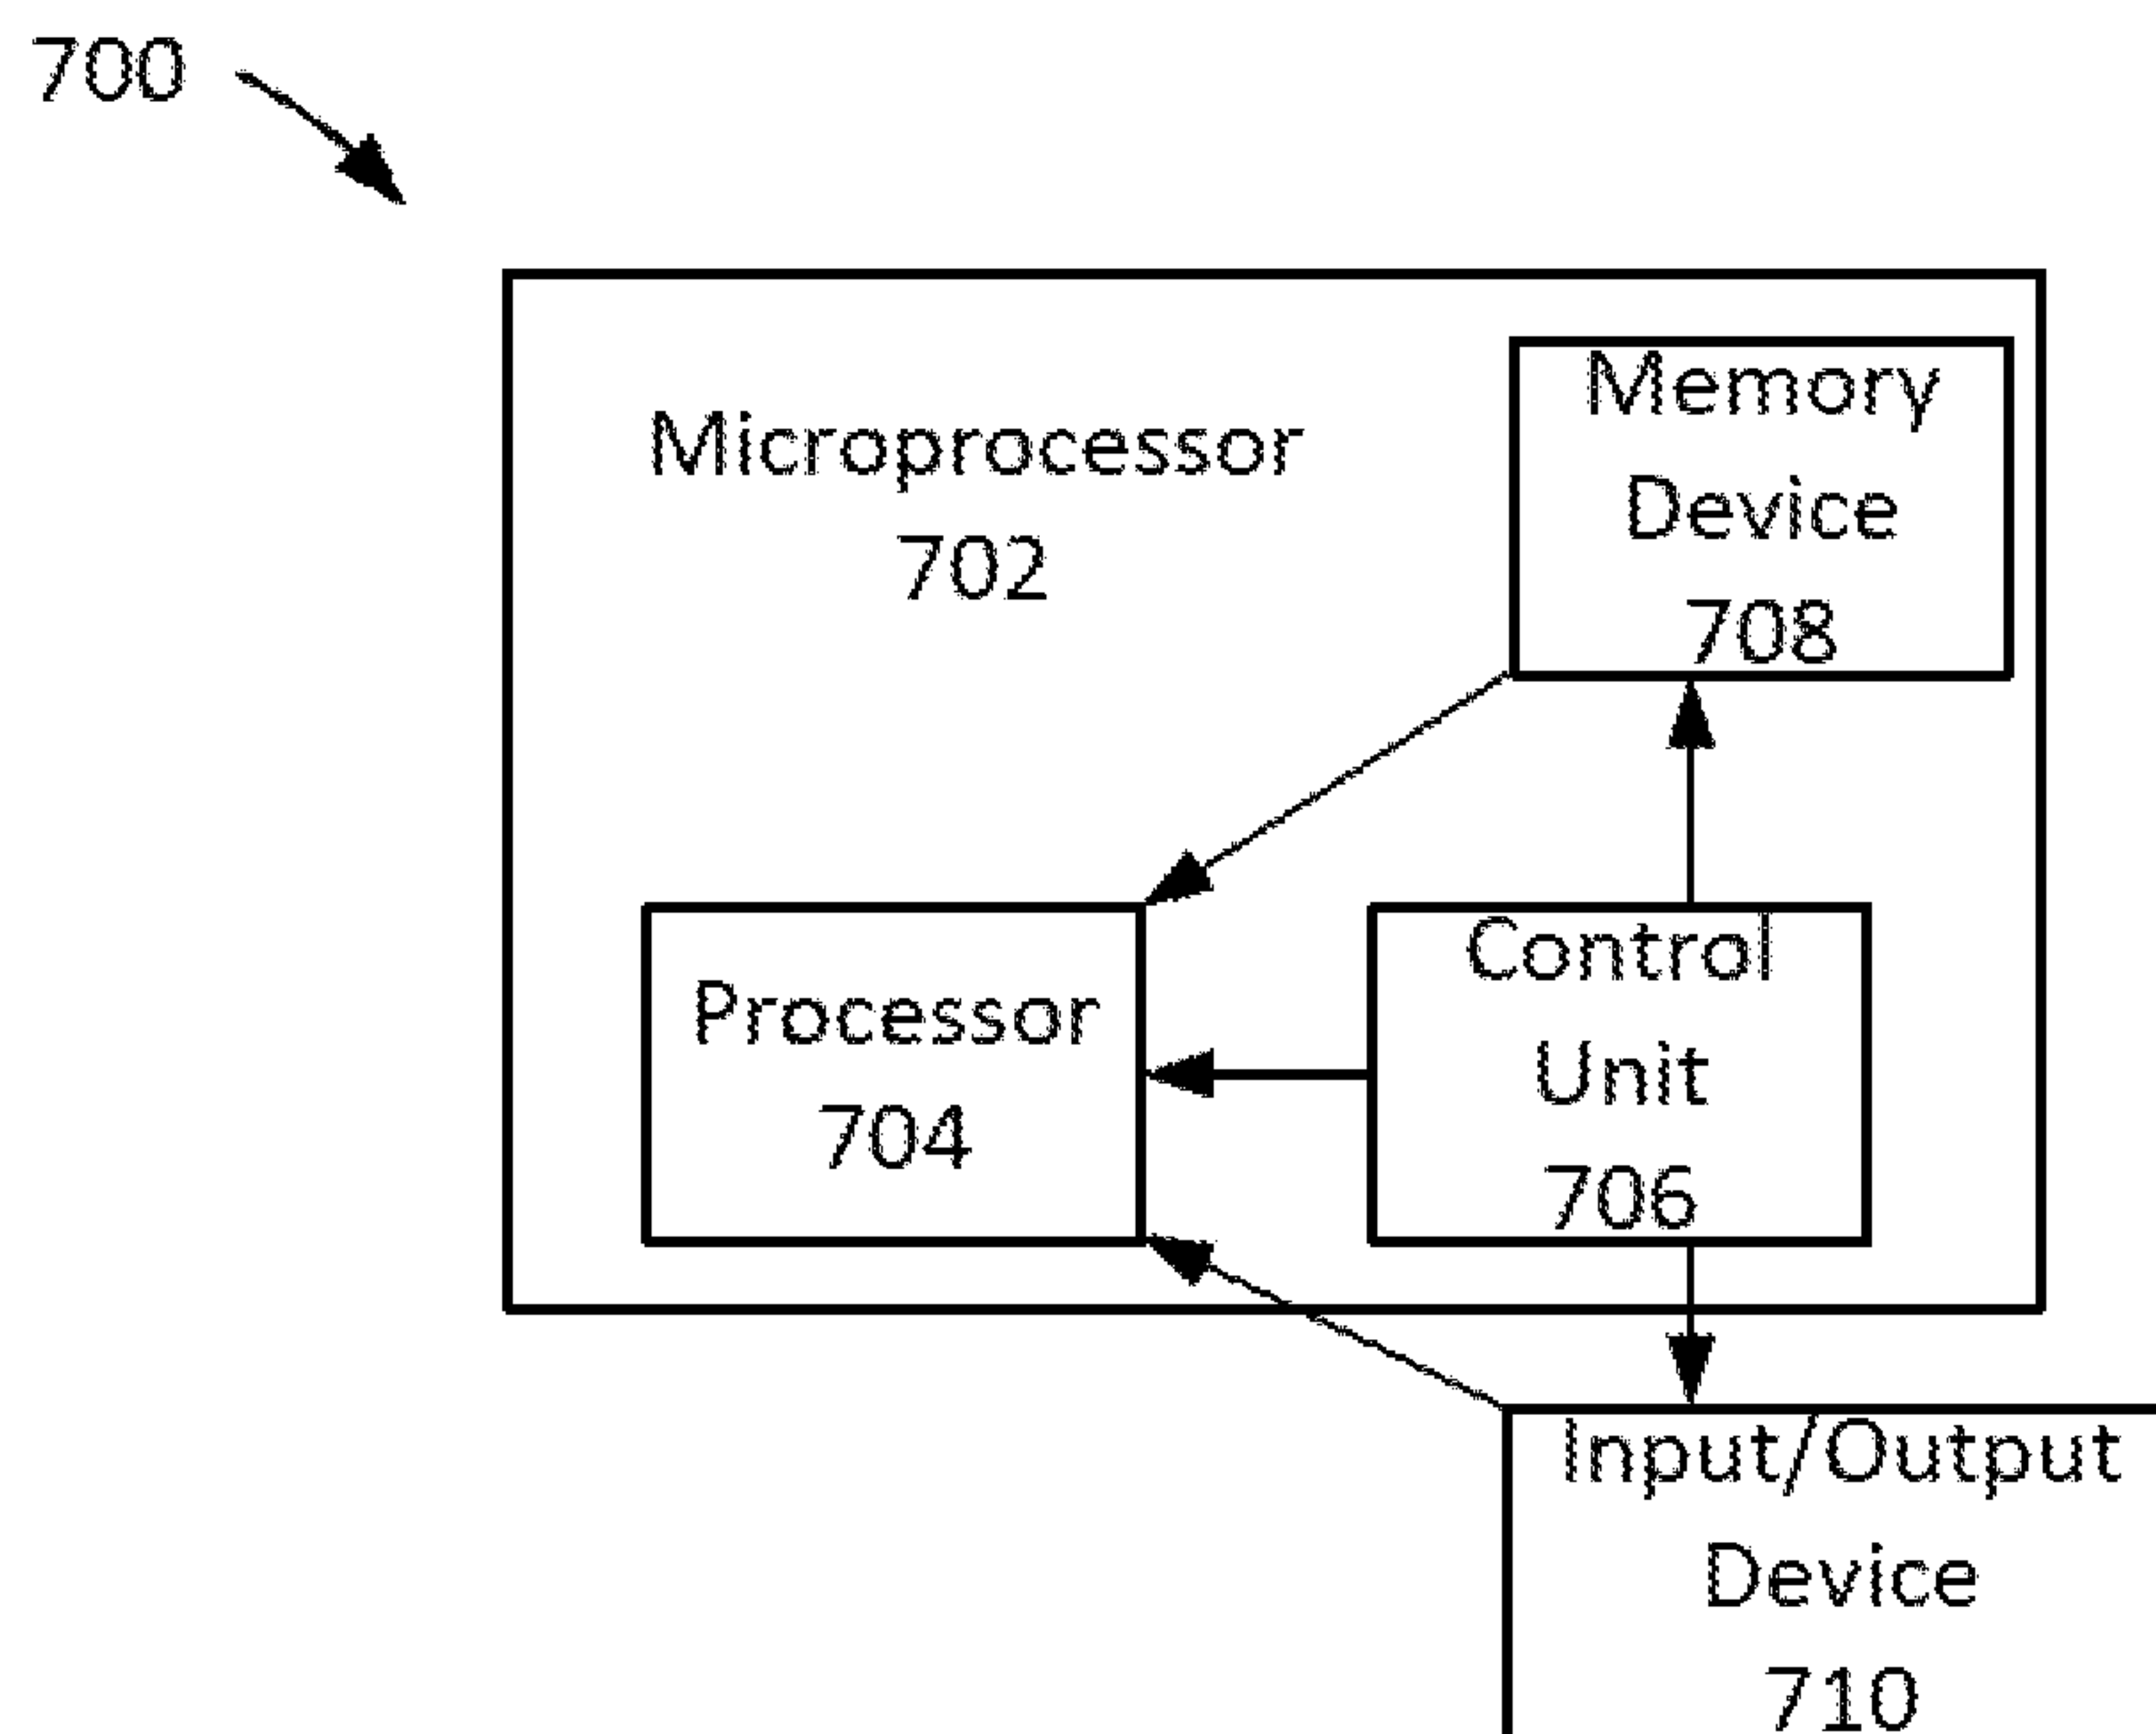 700
Microprocessor
702
Memory
Device
708
Processor
704
Control
Unit
706
Input/Output
Device
710